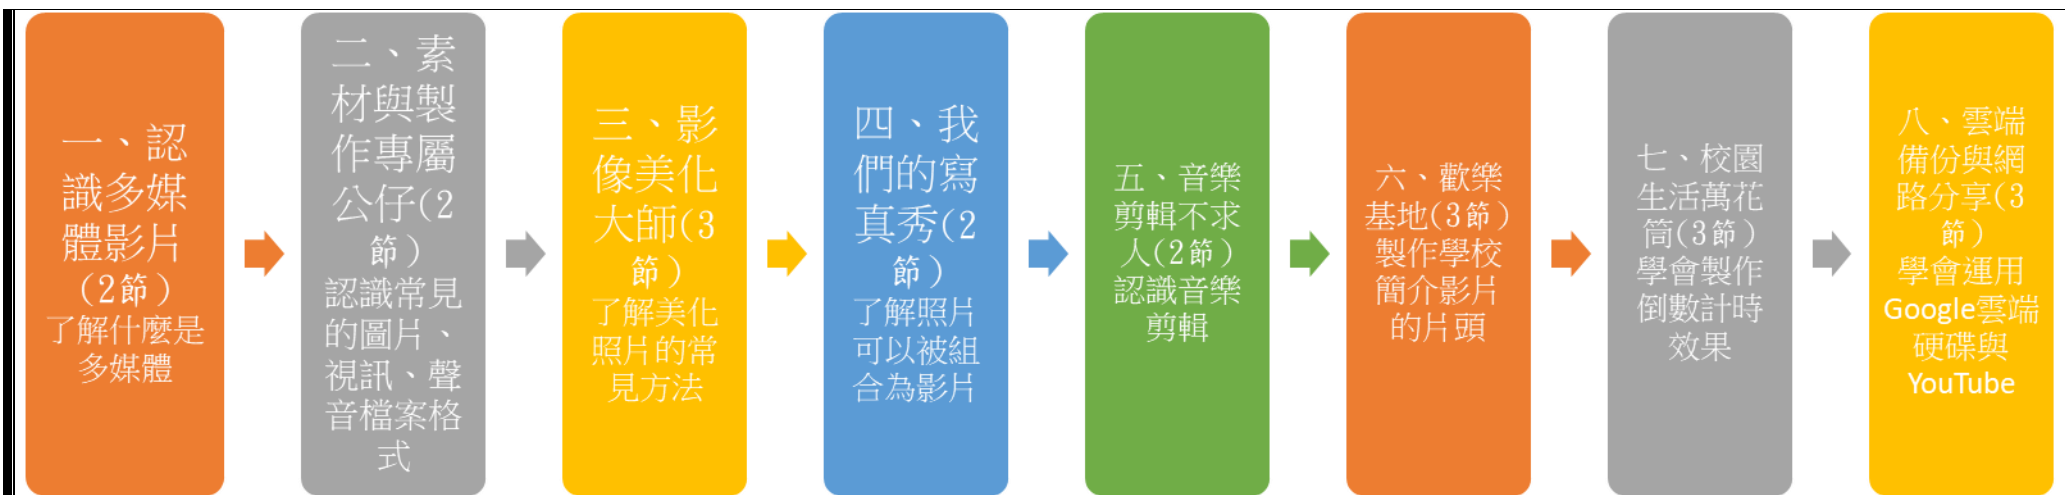 一、認
識多媒
體影片
(2節)
了解什麼是
多媒體
二、素
材與製
作專屬
公仔(2
節)
認識常見
的圖片、
視訊、聲
音檔案格
式
三、影
像美化
大師(3
節)
了解美化
照片的常
見方法
四、我
們的寫
真秀(2
節)
了解照片
可以被組
合為影片
五、音樂
剪輯不求
人(2節)
認識音樂
剪輯
六、歡樂
基地(3節)
製作學校
簡介影片
的片頭
七、校園
生活萬花
筒(3節)
學會製作
倒數計時
效果
八、雲端
備份與網
路分享(3
節)
學會運用
Google雲端
硬碟與
YouTube